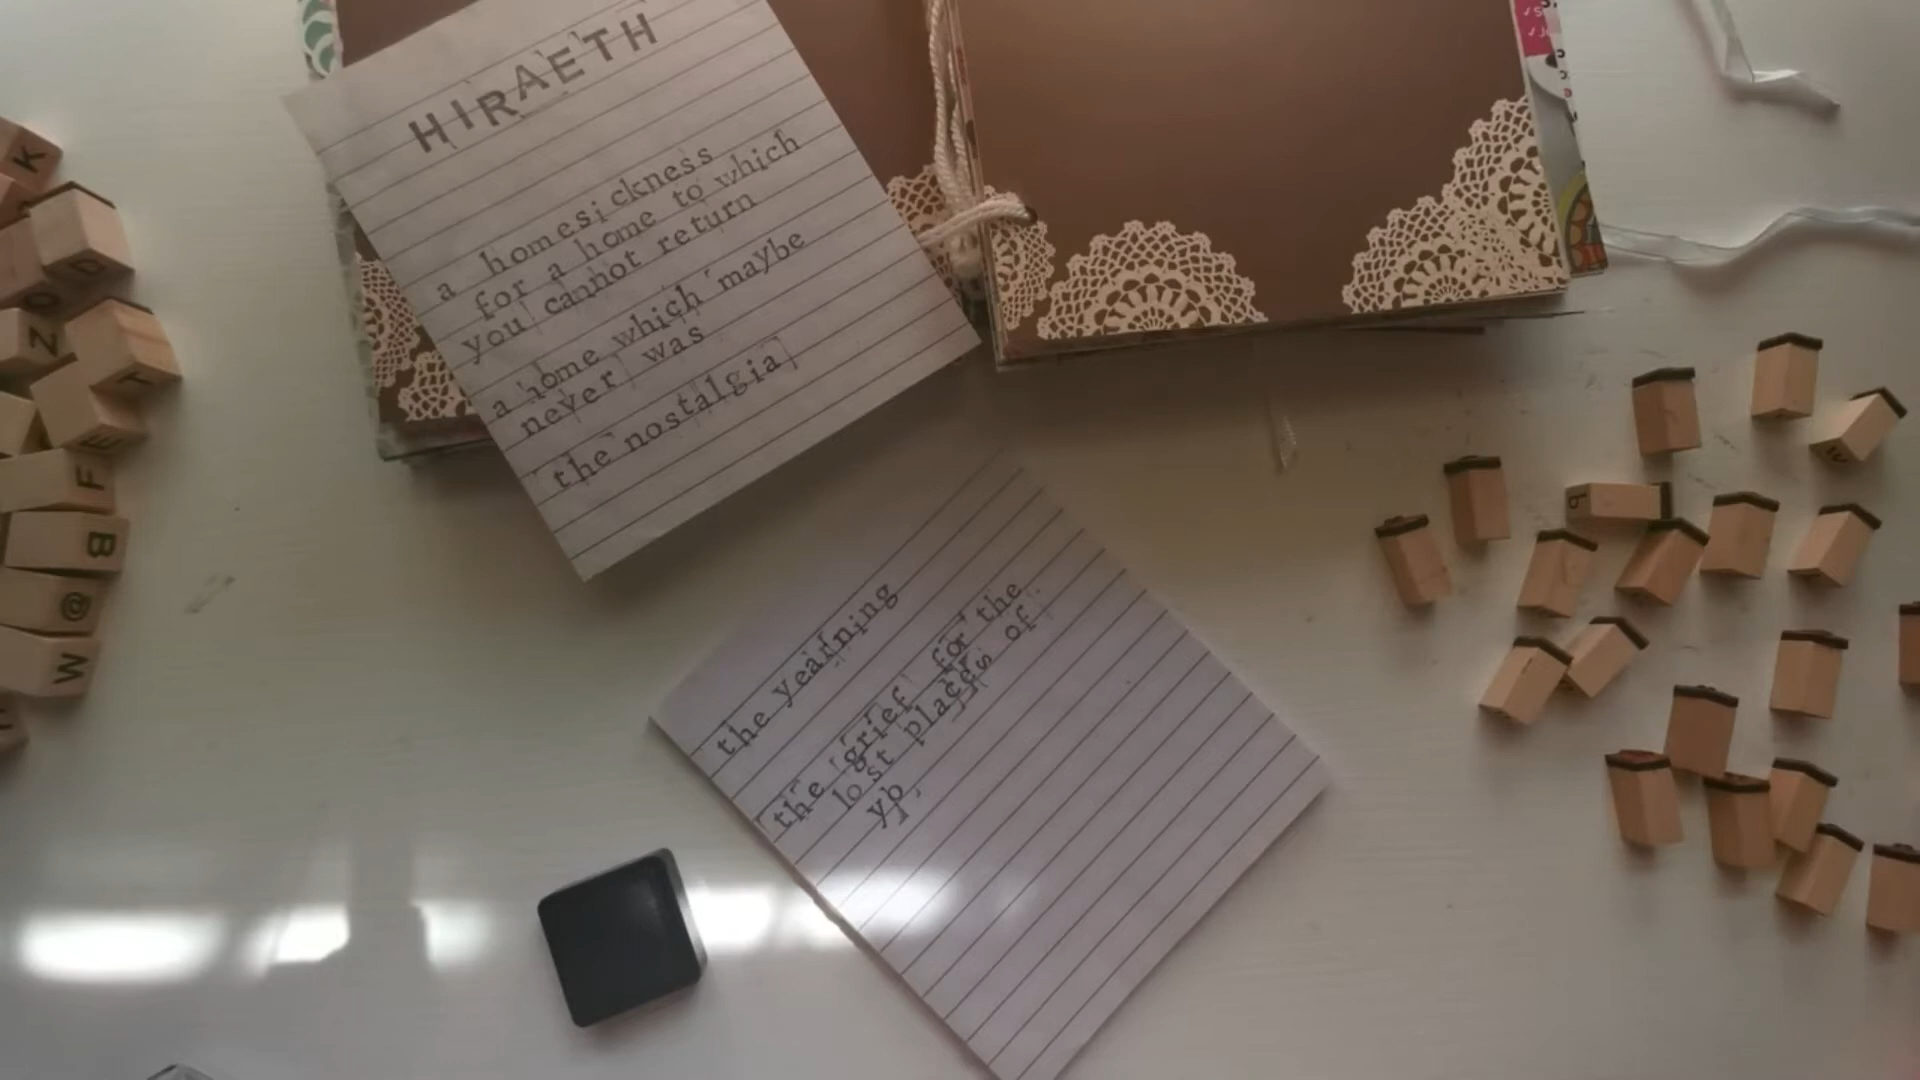 HIRAETH
a homesickness
for a home to which
you cannot return
a home which maybe
never was
the nostalgia
the yearning
the grief for the
lost places of
yb
K
D
O
Z
T
E
F
B
@
W